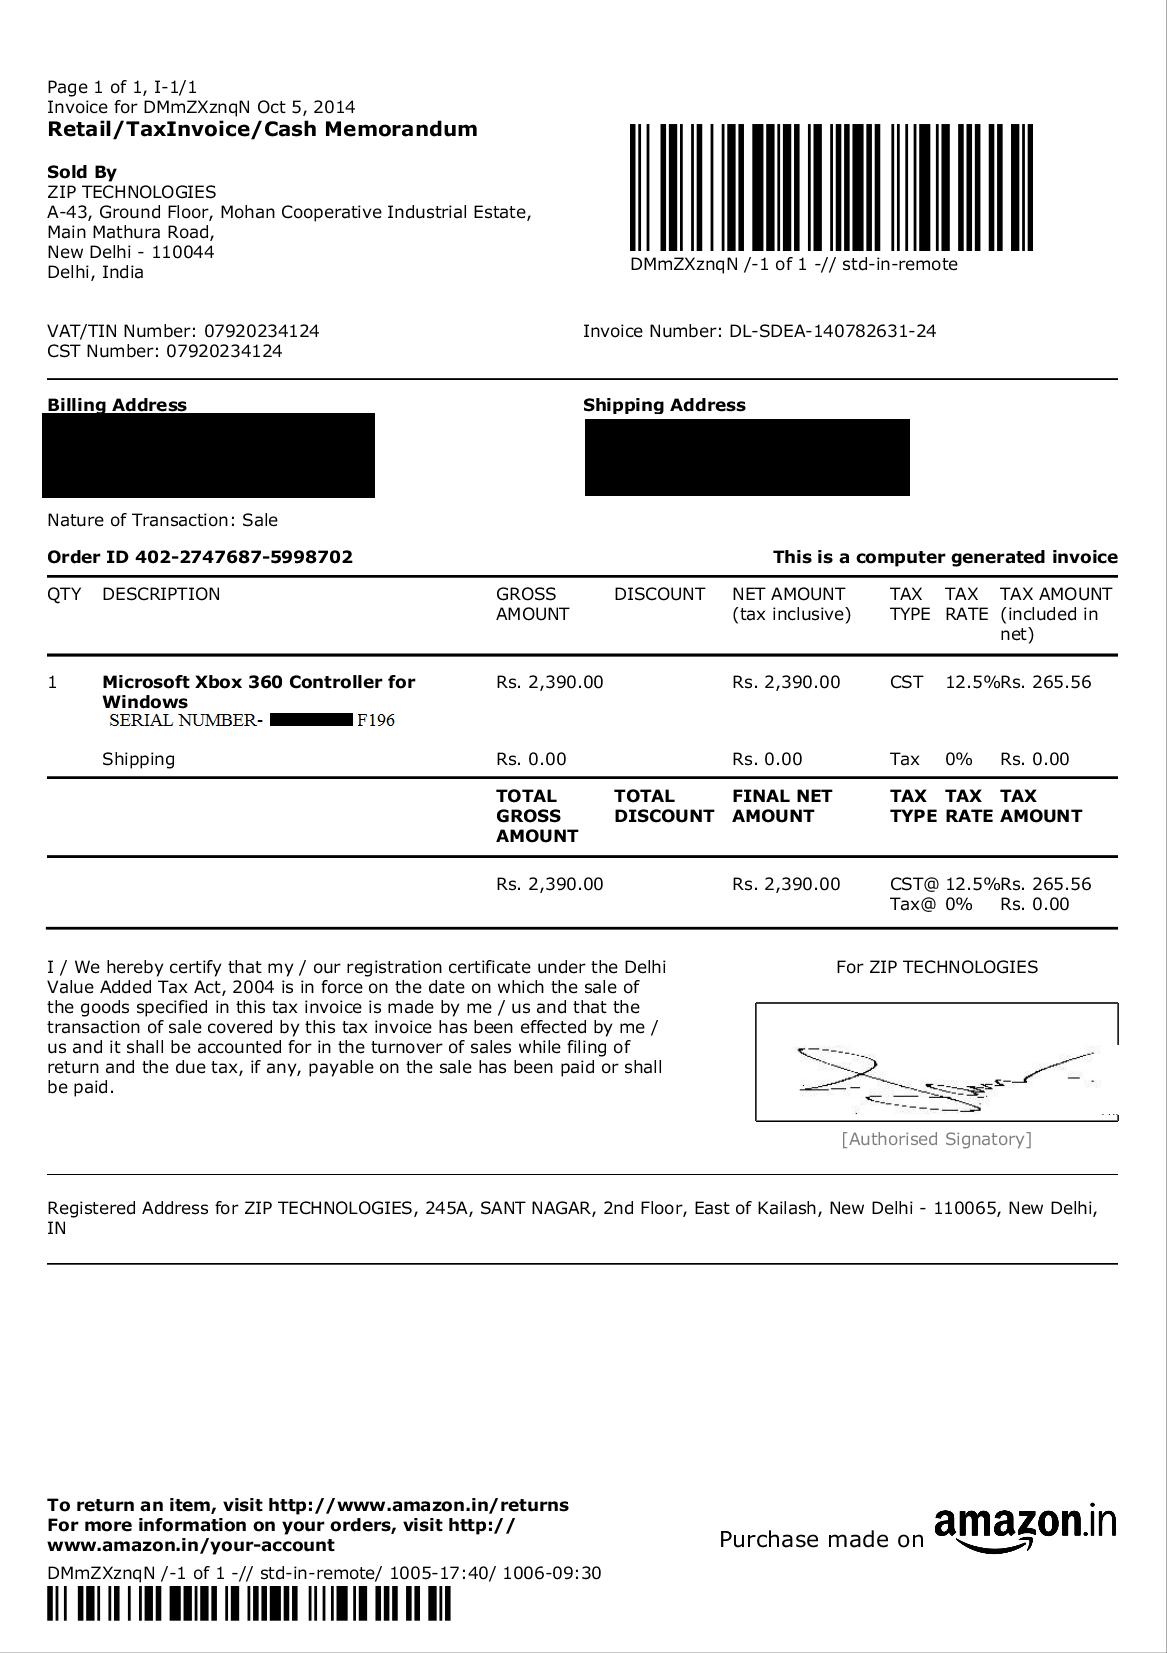 Page 1 of 1, I-1/1
Invoice for DMmZXznqN Oct 5, 2014
Retail/TaxInvoice/Cash Memorandum
Sold By
ZIP TECHNOLOGIES
A-43, Ground Floor, Mohan Cooperative Industrial Estate,
Main Mathura Road,
New Delhi - 110044
Delhi, India
DMmZXznqN /-1 of 1 -// std-in-remote
VAT/TIN Number: 07920234124
CST Number: 07920234124
Invoice Number: DL-SDEA-140782631-24
Billing Address
Shipping Address
Nature of Transaction: Sale
Order ID 402-2747687-5998702
This is a computer generated invoice
QTY DESCRIPTION GROSS AMOUNT DISCOUNT NET AMOUNT (tax inclusive) TAX TYPE TAX RATE TAX AMOUNT (included in net)
1 Microsoft Xbox 360 Controller for Rs. 2,390.00 Rs. 2,390.00 CST 12.5% Rs. 265.56
Windows
SERIAL NUMBER- F196
Shipping Rs. 0.00 Rs. 0.00 Tax 0% Rs. 0.00
TOTAL GROSS AMOUNT TOTAL DISCOUNT FINAL NET AMOUNT TAX TYPE TAX RATE TAX AMOUNT
Rs. 2,390.00 Rs. 2,390.00 CST@ 12.5% Rs. 265.56
Tax@ 0% Rs. 0.00
I / We hereby certify that my / our registration certificate under the Delhi
Value Added Tax Act, 2004 is in force on the date on which the sale of
the goods specified in this tax invoice is made by me / us and that the
transaction of sale covered by this tax invoice has been effected by me /
us and it shall be accounted for in the turnover of sales while filing of
return and the due tax, if any, payable on the sale has been paid or shall
be paid.
For ZIP TECHNOLOGIES
[Authorised Signatory]
Registered Address for ZIP TECHNOLOGIES, 245A, SANT NAGAR, 2nd Floor, East of Kailash, New Delhi - 110065, New Delhi,
IN
To return an item, visit http://www.amazon.in/returns
For more information on your orders, visit http://
www.amazon.in/your-account
DMmZXznqN /-1 of 1 -// std-in-remote/ 1005-17:40/ 1006-09:30
Purchase made on amazon.in